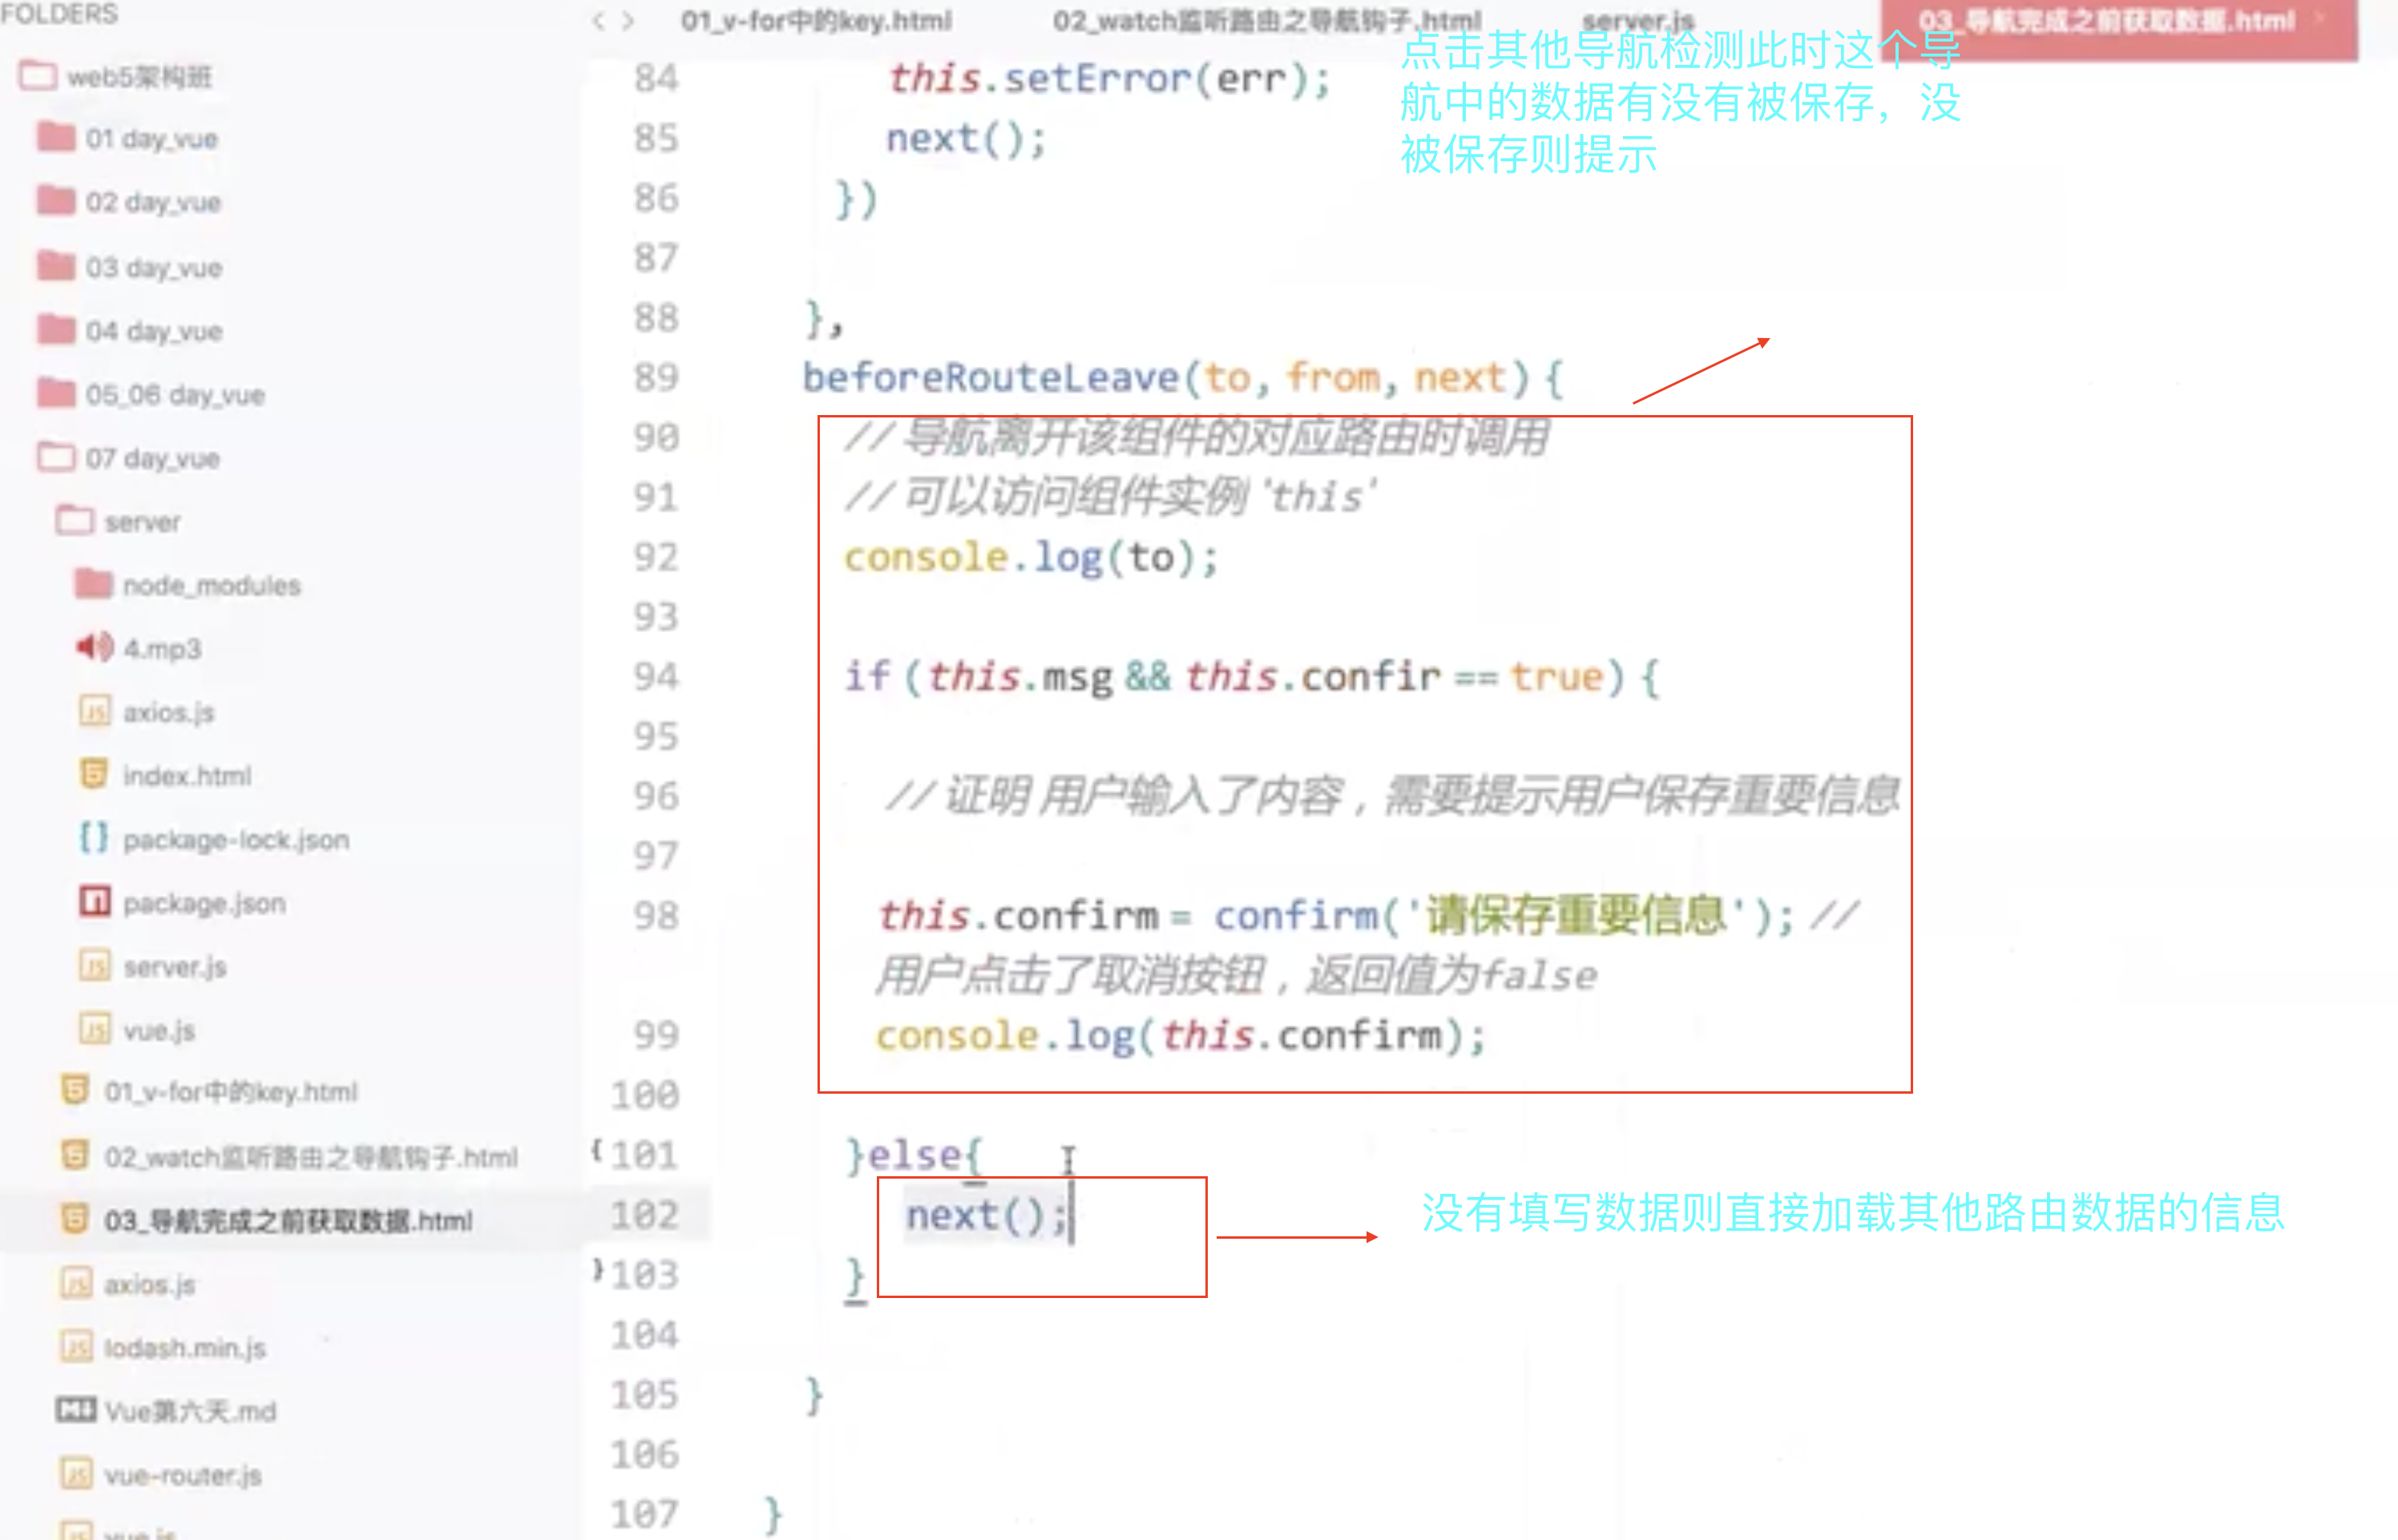 FOLDERS
web5架构班
01 day_vue
02 day_vue
03 day_vue
04 day_vue
05_06 day_vue
07 day_vue
server
node_modules
4.mp3
axios.js
index.html
package-lock.json
package.json
server.js
vue.js
01_v-for中的key.html
02_watch监听路由之导航钩子.html
03_导航完成之前获取数据.html
axios.js
lodash.min.js
Vue第六天.md
vue-router.js
vue.js
01_v-for中的key.html 02_watch监听路由之导航钩子.html server.js 03_导航完成之前获取数据.html
点击其他导航检测此时这个导
航中的数据有没有被保存，没
被保存则提示
84 this.setError(err);
85 next();
86 })
87
88 },
89 beforeRouteLeave(to, from, next) {
90 // 导航离开该组件的对应路由时调用
91 // 可以访问组件实例 'this'
92 console.log(to);
93
94 if (this.msg && this.confir == true) {
95
96 // 证明 用户输入了内容，需要提示用户保存重要信息
97
98 this.confirm = confirm('请保存重要信息'); //
用户点击了取消按钮，返回值为false
99 console.log(this.confirm);
100
101 }else{
102 next();
103 }
没有填写数据则直接加载其他路由数据的信息
104
105 }
106
107 }